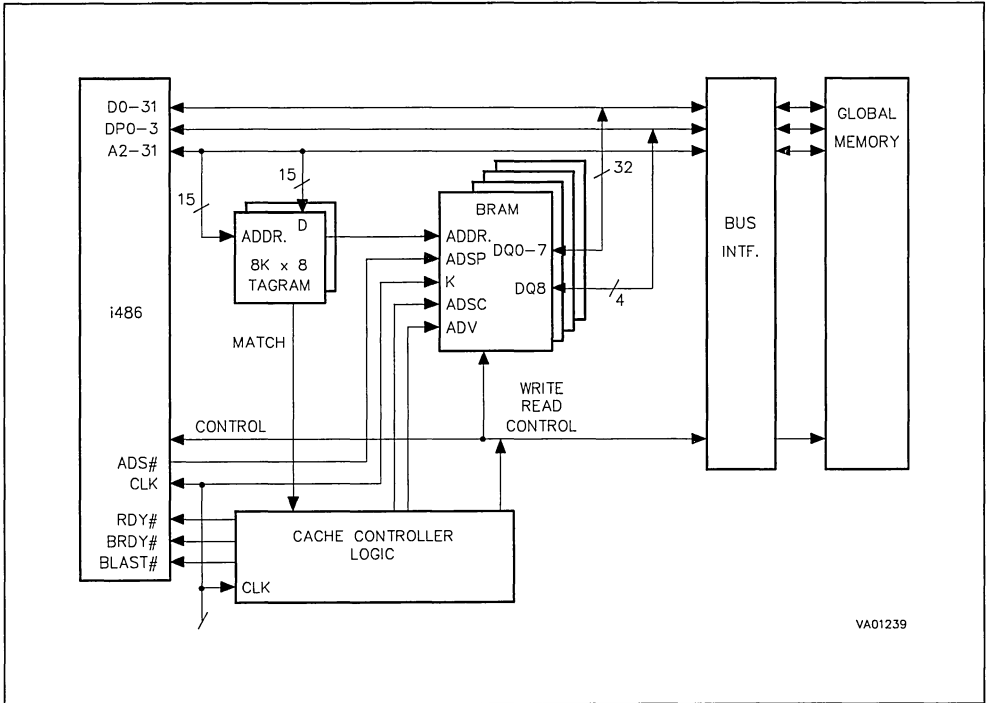 D0-31
DP0-3
A2-31
i486
CONTROL
ADS#
CLK
RDY#
BRDY#
BLAST#
15
15
D
ADDR.
8K x 8
TAGRAM
MATCH
BRAM
ADDR.
ADSP
K
ADSC
ADV
DQ0-7
DQ8
32
4
WRITE
READ
CONTROL
CACHE CONTROLLER
LOGIC
CLK
BUS
INTF.
GLOBAL
MEMORY
VA01239